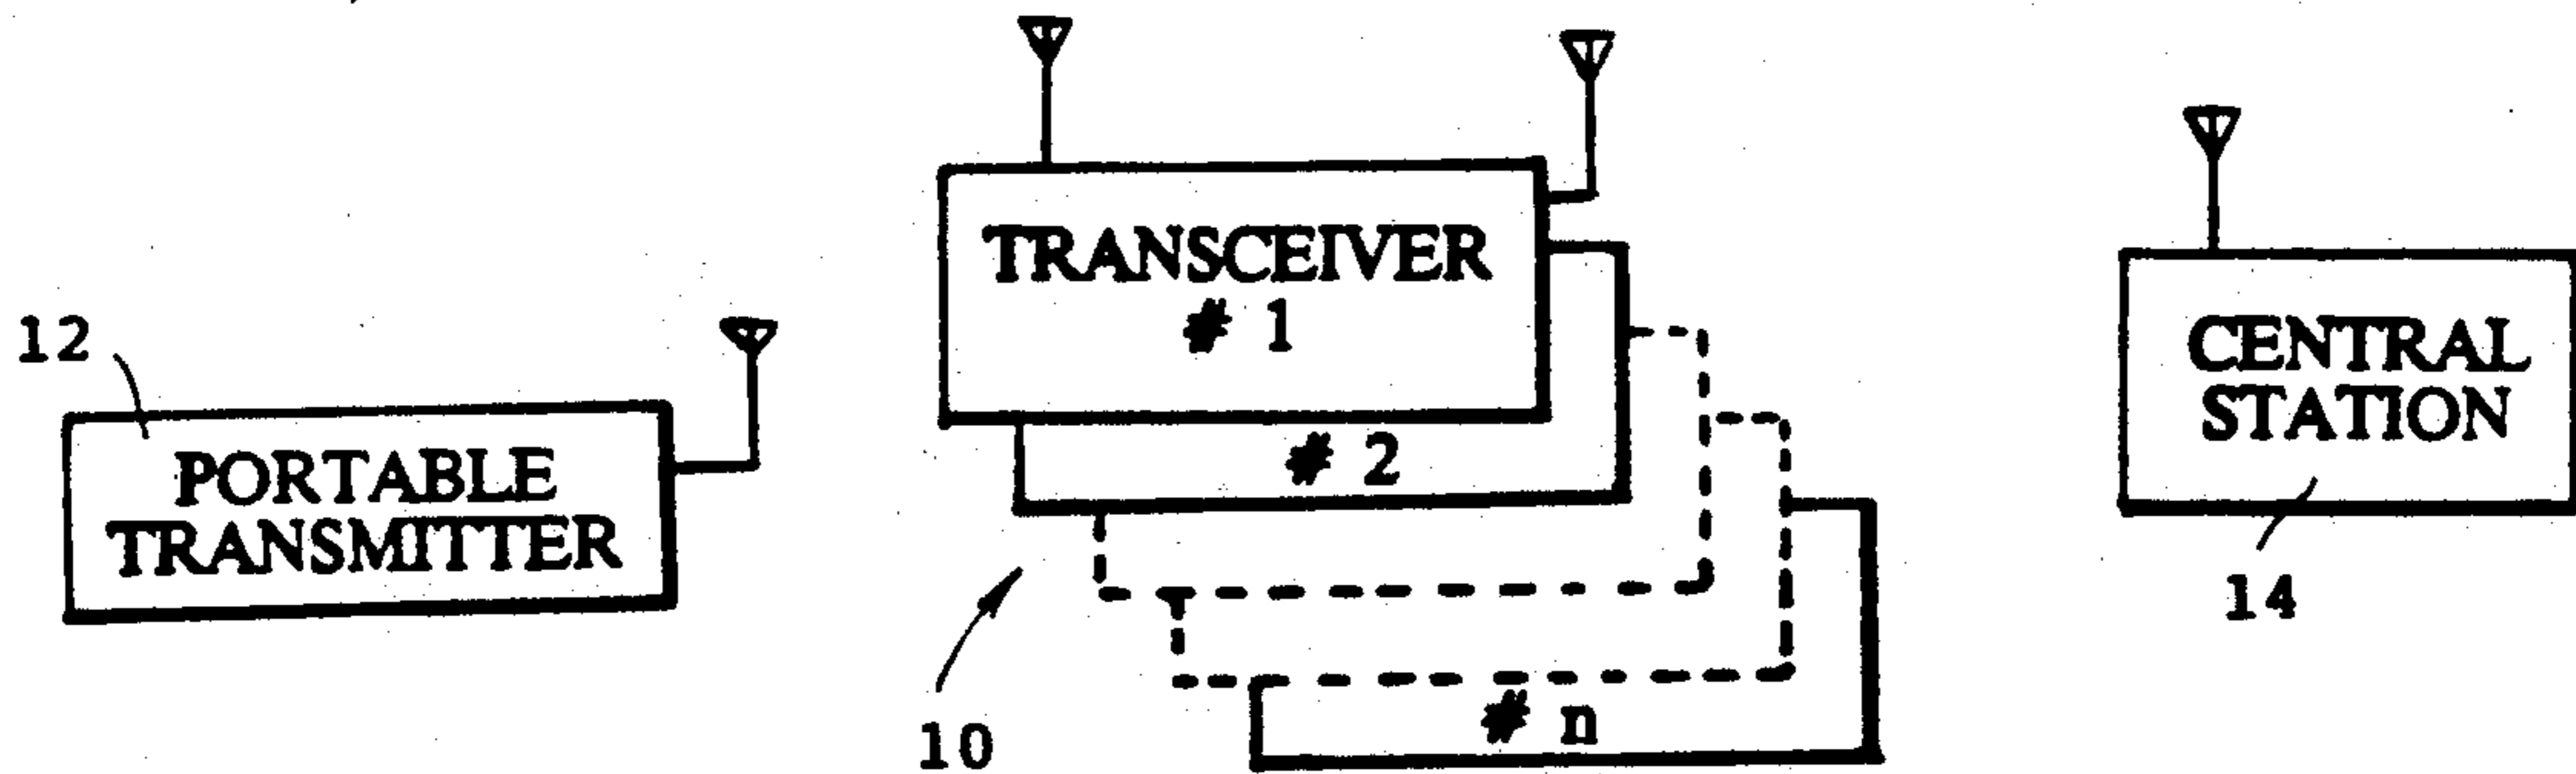 12
PORTABLE
TRANSMITTER
TRANSCEIVER
# 1
# 2
# n
10
CENTRAL
STATION
14